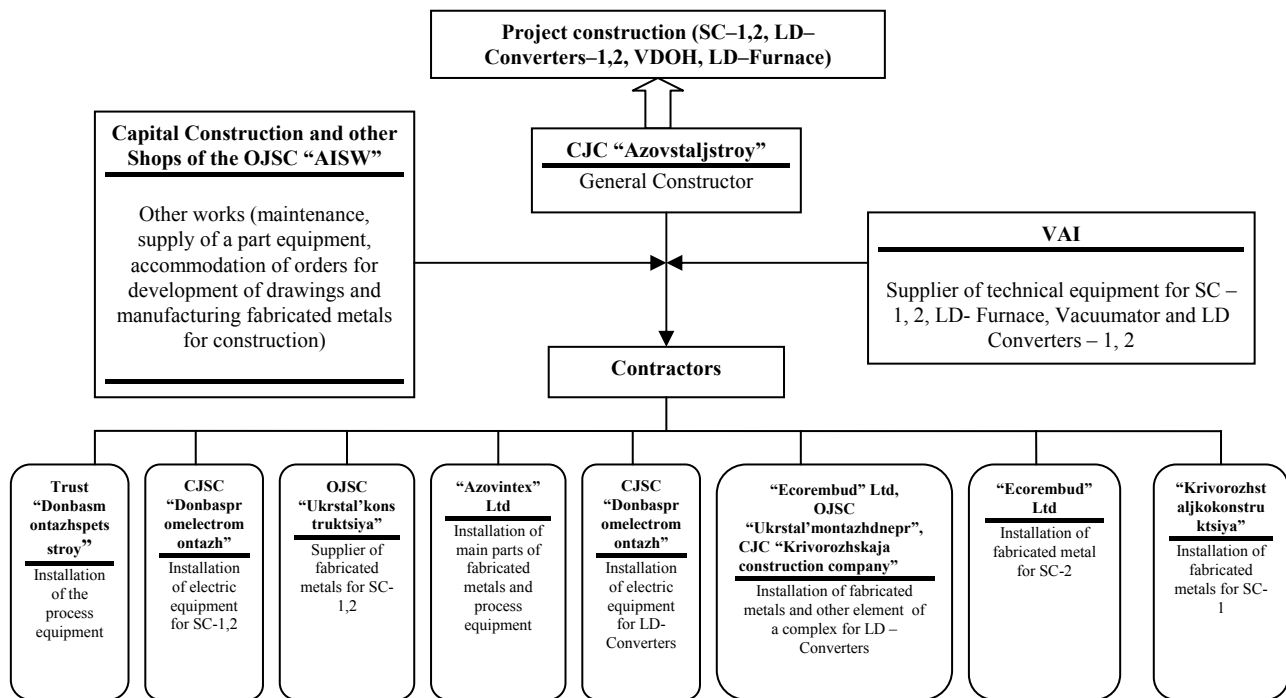 Project construction (SC–1,2, LD–
Converters–1,2, VDOH, LD–Furnace)
Capital Construction and other
Shops of the OJSC “AISW”
Other works (maintenance,
supply of a part equipment,
accommodation of orders for
development of drawings and
manufacturing fabricated metals
for construction)
CJC “Azovstaljstroy”
General Constructor
VAI
Supplier of technical equipment for SC –
1, 2, LD- Furnace, Vacuumator and LD
Converters – 1, 2
Contractors
Trust
“Donbasm
ontazhspets
stroy”
Installation
of the
process
equipment
CJSC
“Donbaspr
omelectrom
ontazh”
Installation
of electric
equipment
for SC-1,2
OJSC
“Ukrstal’kons
truktsiya”
Supplier of
fabricated
metals for SC-
1,2
“Azovintex”
Ltd
Installation of
main parts of
fabricated
metals and
process
equipment
CJSC
“Donbaspr
omelectrom
ontazh”
Installation
of electric
equipment
for LD-
Converters
“Ecorembud” Ltd,
OJSC
“Ukrstal’montazhdnepr”,
CJC “Krivorozhskaja
construction company”
Installation of fabricated
metals and other element of
a complex for LD –
Converters
“Ecorembud”
Ltd
Installation of
fabricated metal
for SC-2
“Krivorozhst
aljkokonstru
ktsiya”
Installation of
fabricated
metals for SC-
1